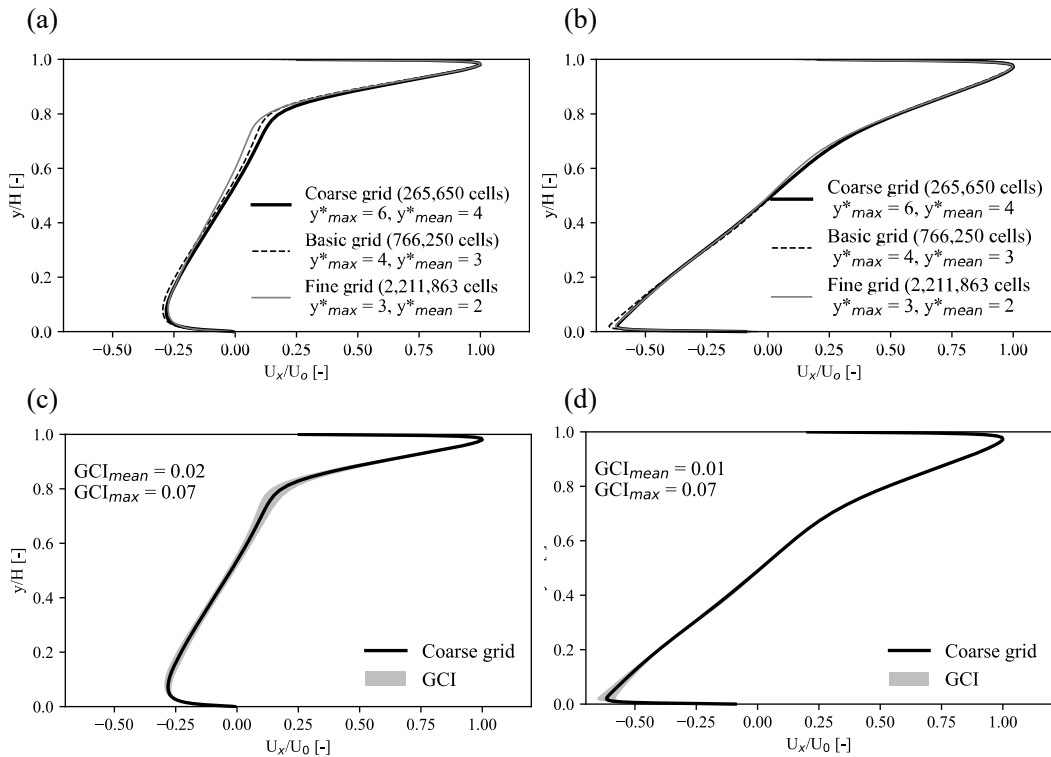 (a)
1.0
0.8
0.6
0.4
0.2
0.0
y/H [-]
Coarse grid (265,650 cells)
y*max = 6, y*mean = 4
Basic grid (766,250 cells)
y*max = 4, y*mean = 3
Fine grid (2,211,863 cells
y*max = 3, y*mean = 2
−0.50 −0.25 0.00 0.25 0.50 0.75 1.00
Ux/Uo [-]
(b)
1.0
0.8
0.6
0.4
0.2
0.0
y/H [-]
Coarse grid (265,650 cells)
y*max = 6, y*mean = 4
Basic grid (766,250 cells)
y*max = 4, y*mean = 3
Fine grid (2,211,863 cells
y*max = 3, y*mean = 2
−0.50 −0.25 0.00 0.25 0.50 0.75 1.00
Ux/Uo [-]
(c)
1.0
0.8
0.6
0.4
0.2
0.0
y/H [-]
GCImean = 0.02
GCImax = 0.07
Coarse grid
GCI
−0.50 −0.25 0.00 0.25 0.50 0.75 1.00
Ux/U0 [-]
(d)
1.0
0.8
0.6
0.4
0.2
0.0
GCImean = 0.01
GCImax = 0.07
Coarse grid
GCI
−0.50 −0.25 0.00 0.25 0.50 0.75 1.00
Ux/U0 [-]